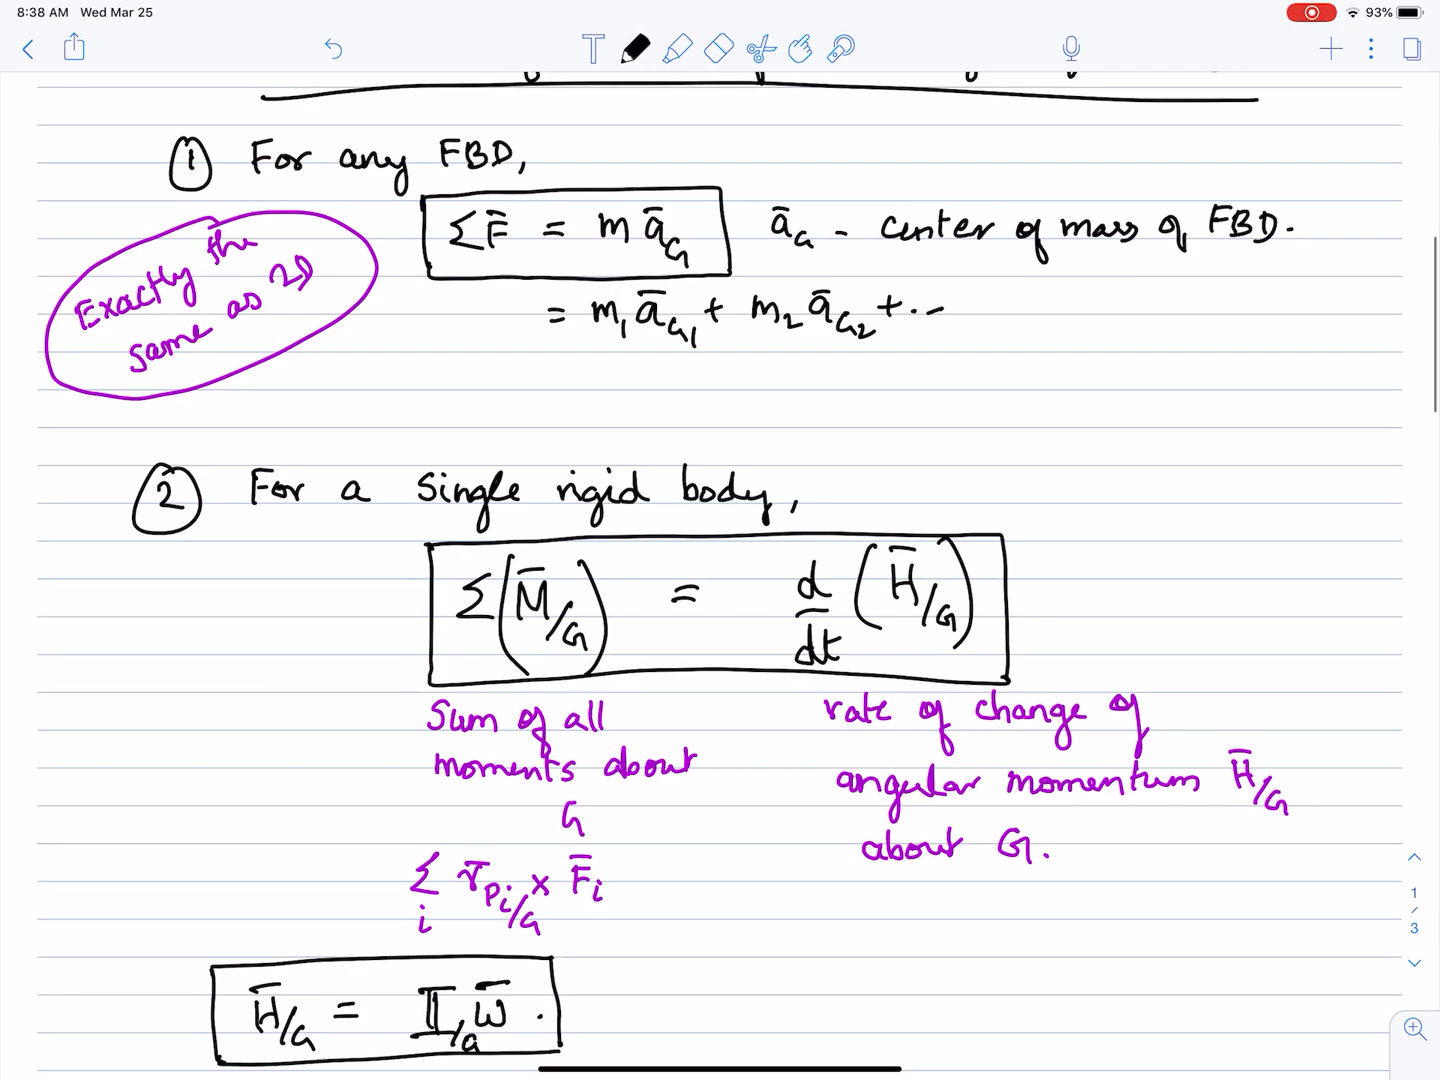 8:38 AM Wed Mar 25
93%
① For any FBD,
Σ F̄ = m ā_G
ā_G - center of mass of FBD.
Exactly the
same as 2D
= m₁ ā_G₁ + m₂ ā_G₂ + ...
② For a single rigid body,
Σ (M̄/G) = d/dt (H̄/G)
Sum of all
moments about
G
Σ_i r̄_Pi/G × F̄_i
rate of change of
angular momentum H̄/G
about G.
H̄/G = I/G ω̄ .
1
/
3